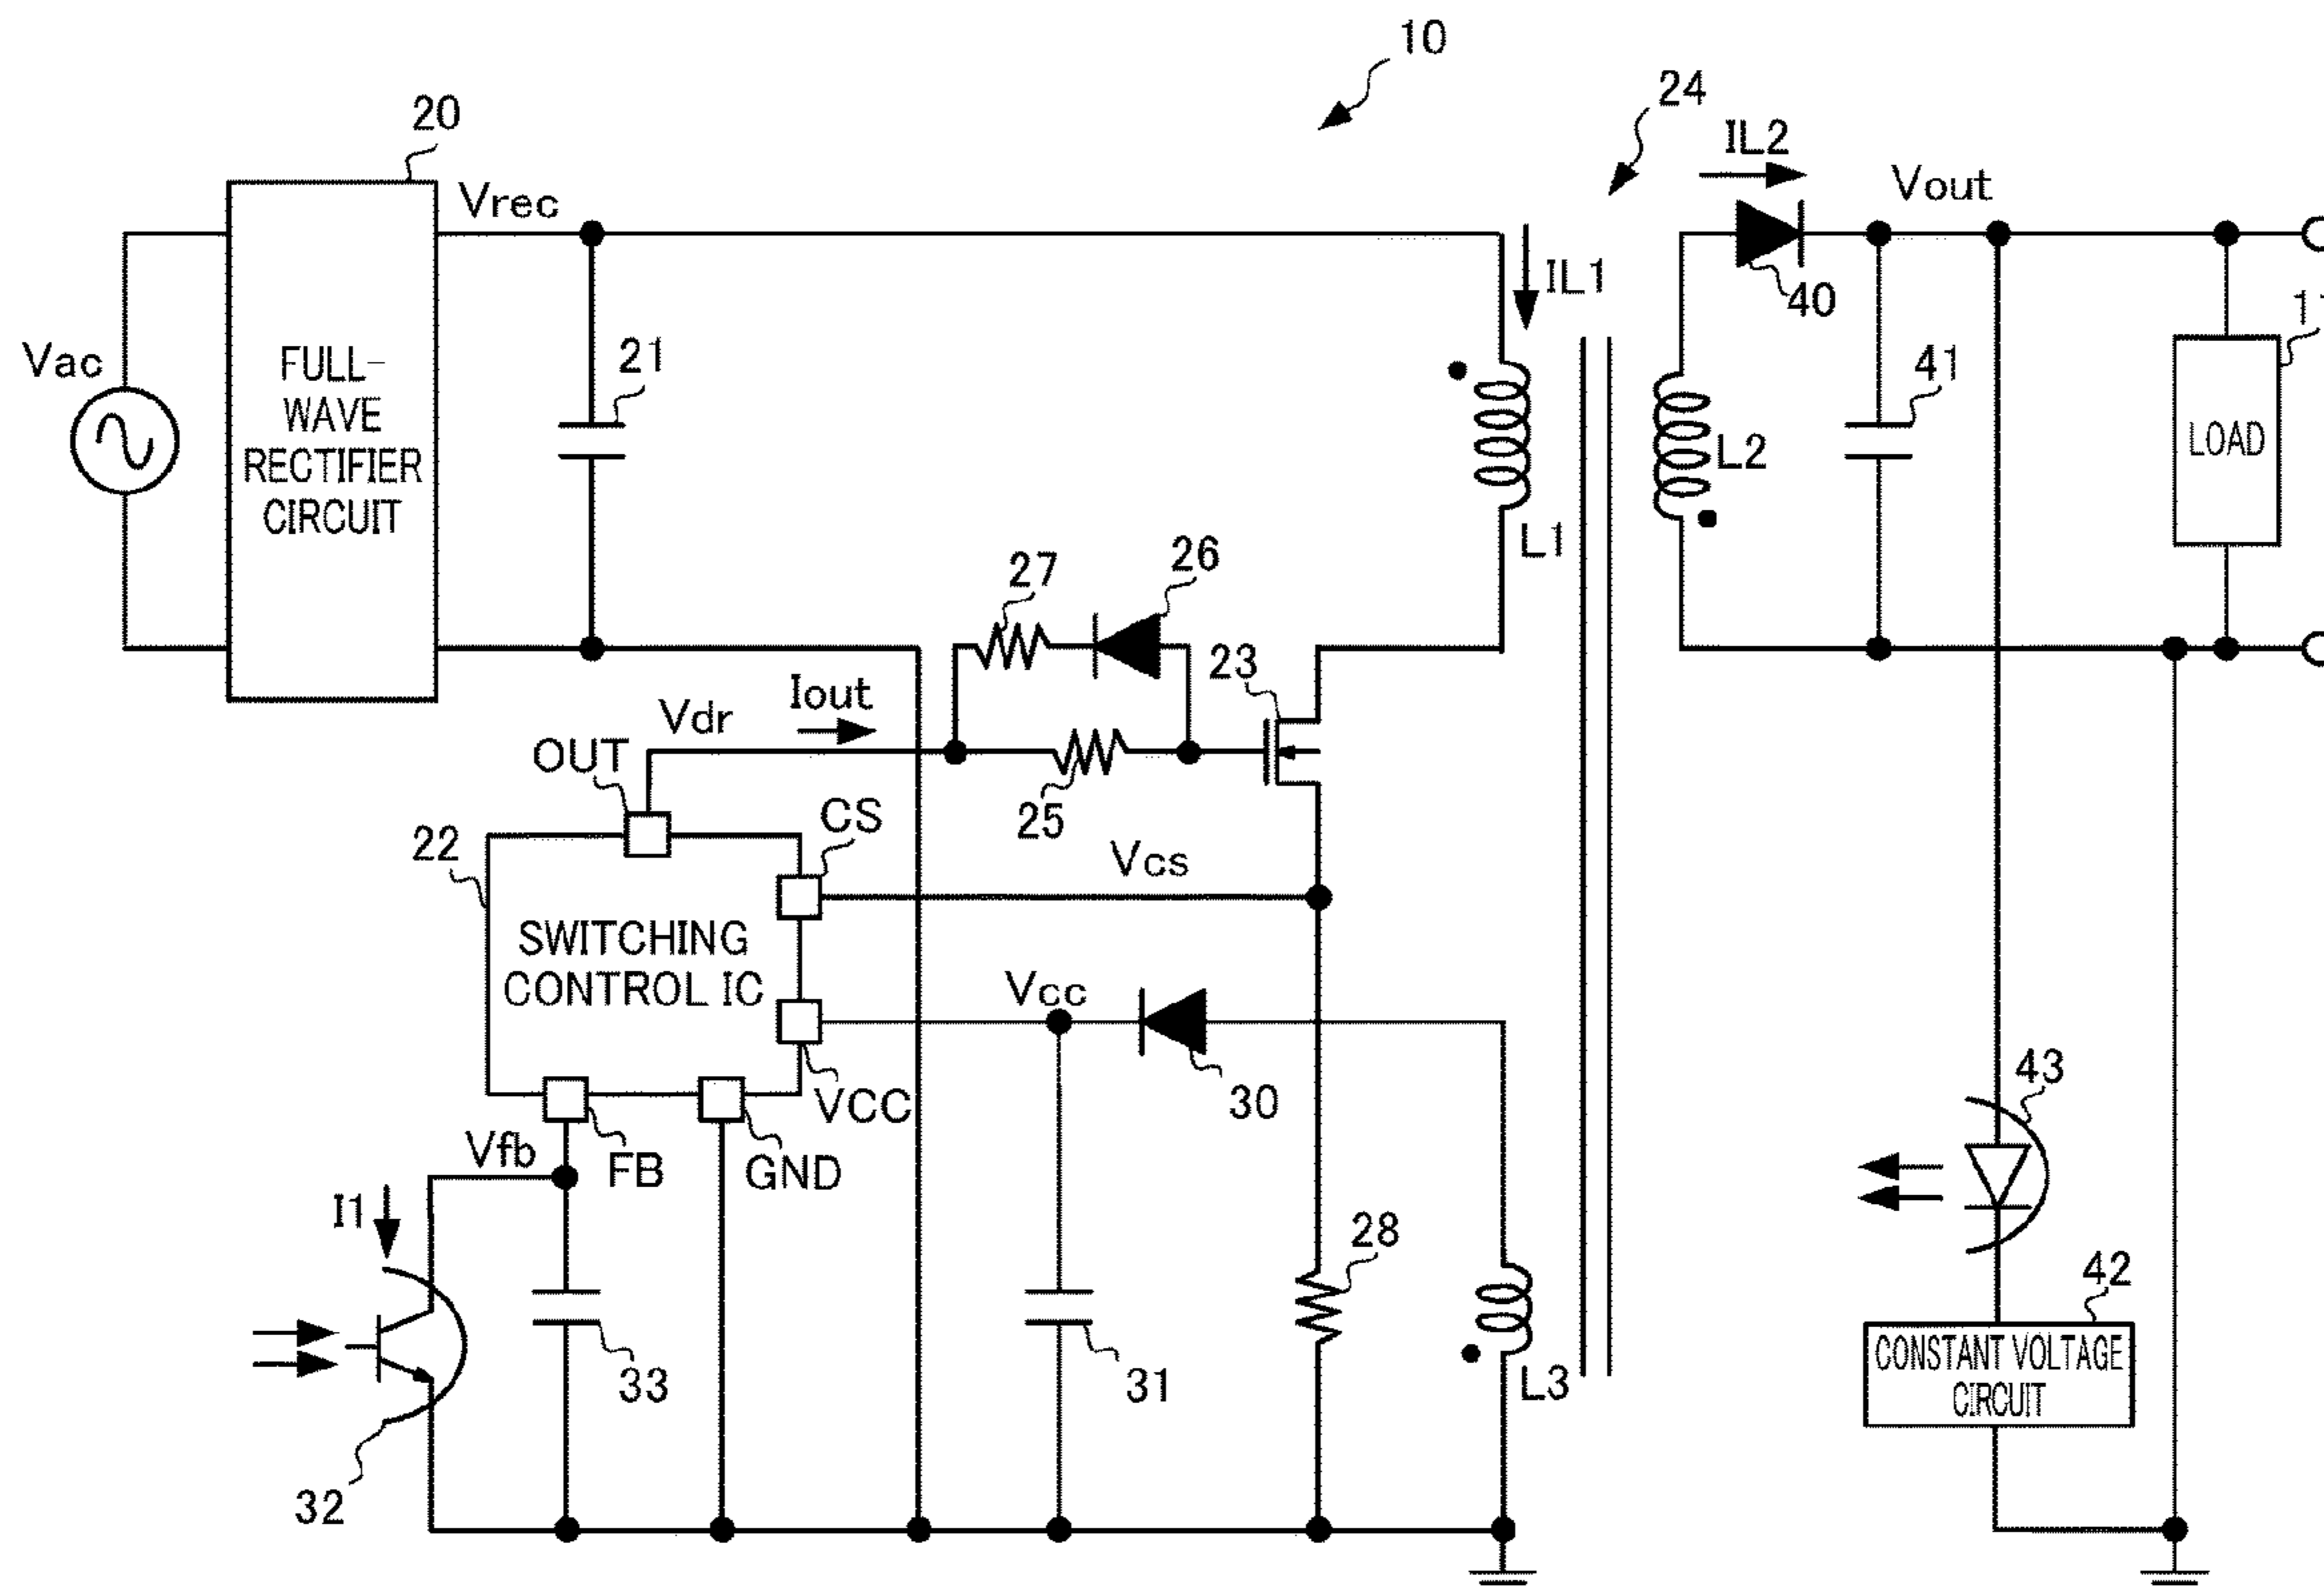 10
24
20
IL2
Vrec
Vout
IL1
40
Vac
FULL-
WAVE
RECTIFIER
CIRCUIT
21
41
L2
LOAD
L1
27
26
23
Iout
Vdr
OUT
25
CS
22
Vcs
SWITCHING
CONTROL IC
Vcc
VCC
30
43
Vfb
FB
GND
I1
28
42
CONSTANT VOLTAGE
CIRCUIT
33
31
L3
32